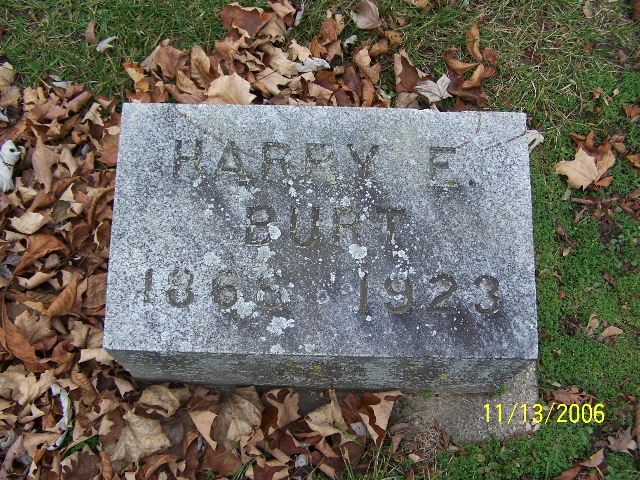 HARRY E.
BURT
1923
11/13/2006